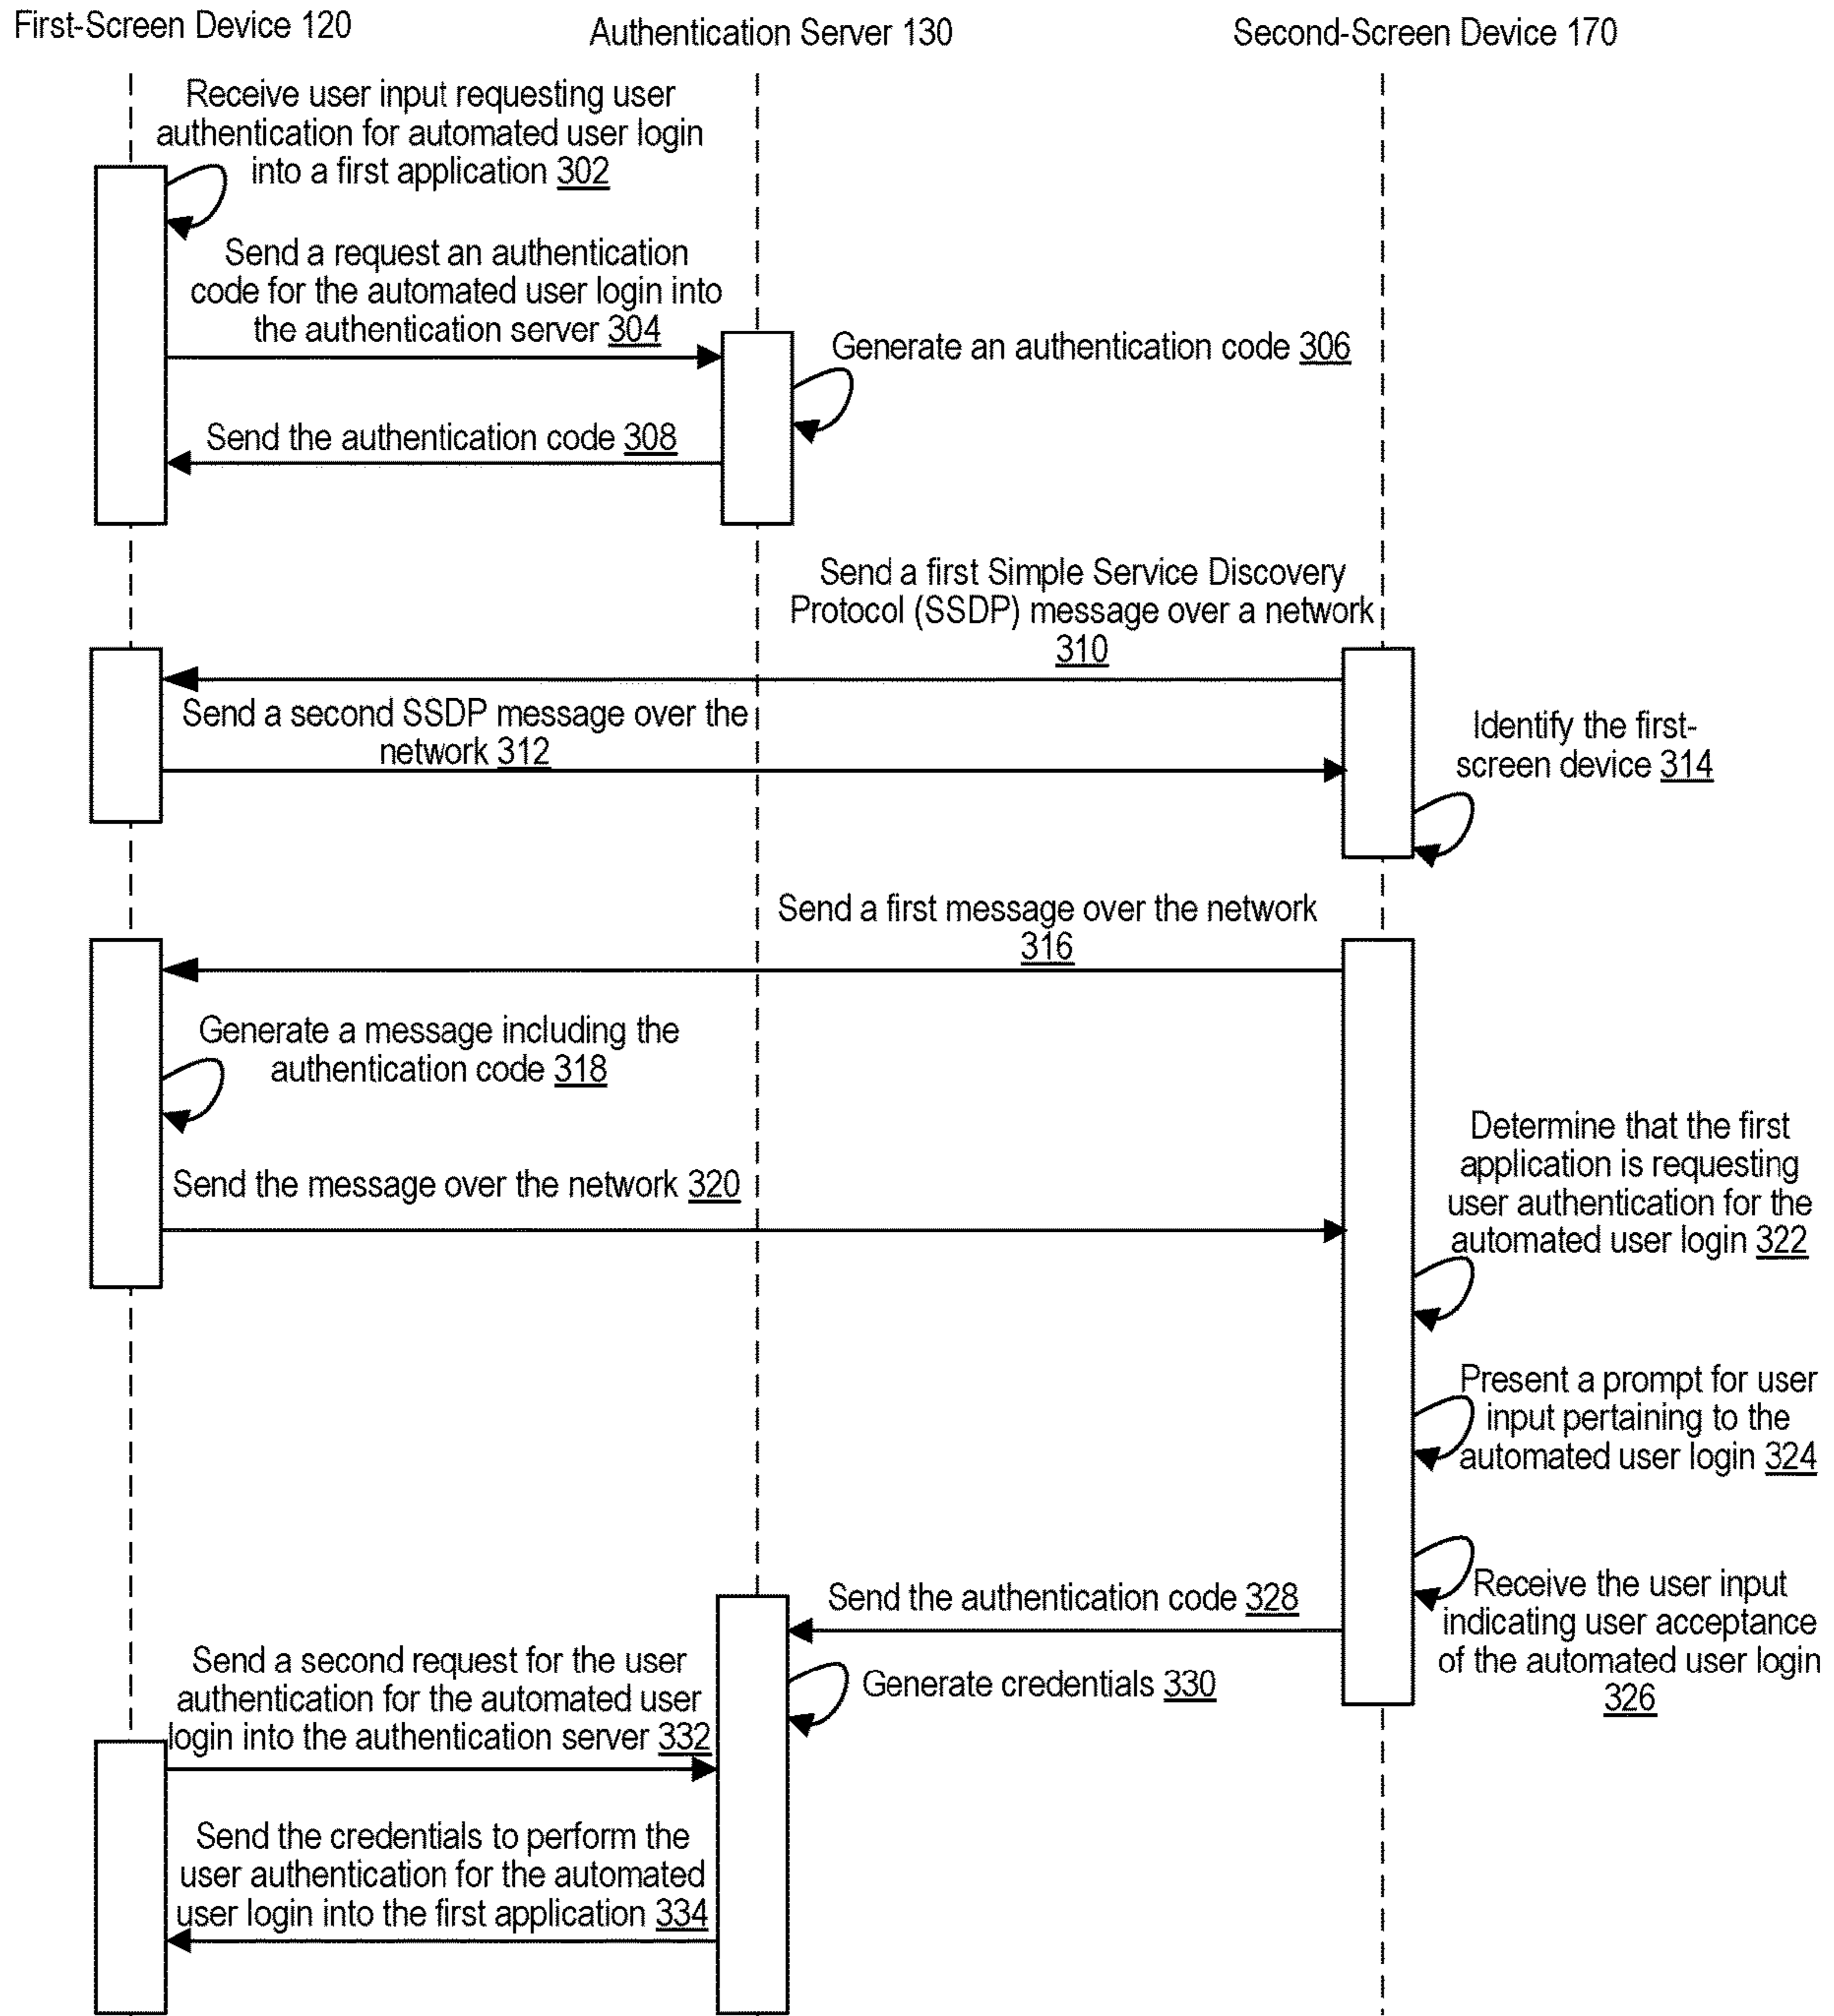 First-Screen Device 120
Authentication Server 130
Second-Screen Device 170
Receive user input requesting user
authentication for automated user login
into a first application 302
Send a request an authentication
code for the automated user login into
the authentication server 304
Generate an authentication code 306
Send the authentication code 308
Send a first Simple Service Discovery
Protocol (SSDP) message over a network
310
Send a second SSDP message over the
network 312
Identify the first-
screen device 314
Send a first message over the network
316
Generate a message including the
authentication code 318
Send the message over the network 320
Determine that the first
application is requesting
user authentication for the
automated user login 322
Present a prompt for user
input pertaining to the
automated user login 324
Receive the user input
indicating user acceptance
of the automated user login
326
Send the authentication code 328
Generate credentials 330
Send a second request for the user
authentication for the automated user
login into the authentication server 332
Send the credentials to perform the
user authentication for the automated
user login into the first application 334